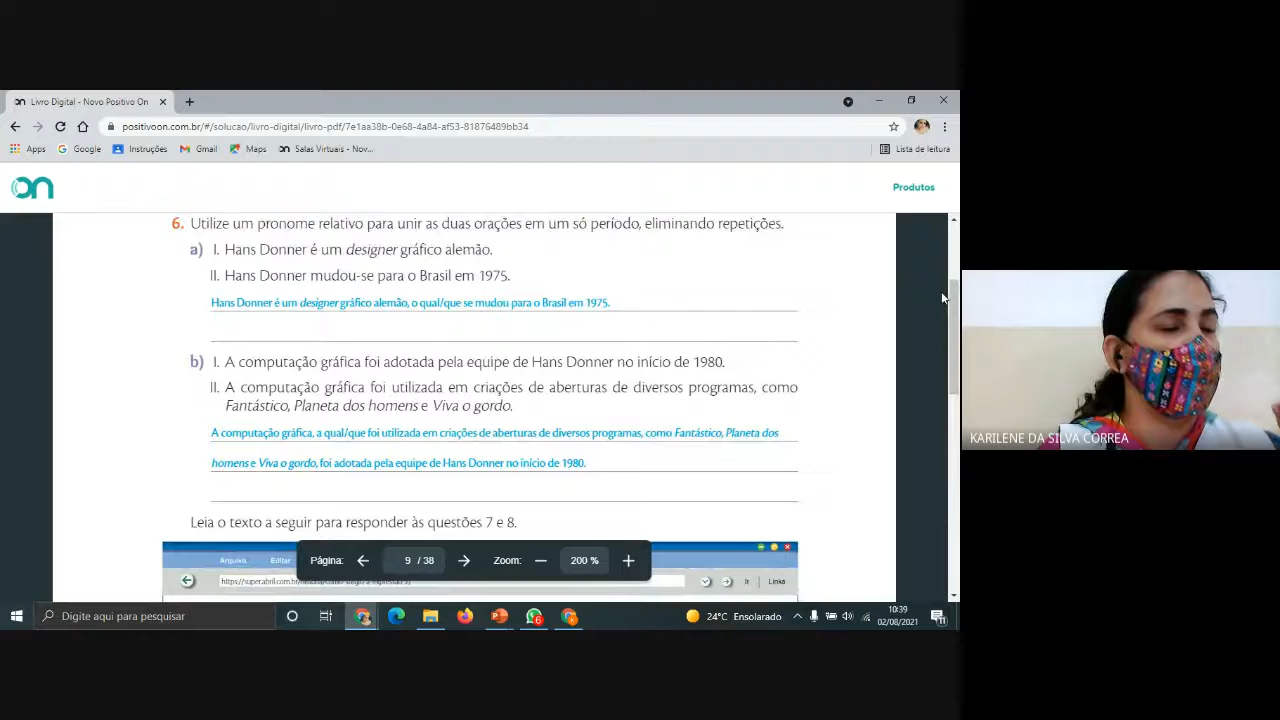 Livro Digital - Novo Positivo On
positivoon.com.br/#/solucao/livro-digital/livro-pdf/7e1aa38b-0e68-4a84-af53-81876489bb34
Apps Google Instruções Gmail Maps Salas Virtuais - Nov... Lista de leitura
on Produtos
6. Utilize um pronome relativo para unir as duas orações em um só período, eliminando repetições.
a) I. Hans Donner é um designer gráfico alemão.
II. Hans Donner mudou-se para o Brasil em 1975.
Hans Donner é um designer gráfico alemão, o qual/que se mudou para o Brasil em 1975.
b) I. A computação gráfica foi adotada pela equipe de Hans Donner no início de 1980.
II. A computação gráfica foi utilizada em criações de aberturas de diversos programas, como
Fantástico, Planeta dos homens e Viva o gordo.
A computação gráfica, a qual/que foi utilizada em criações de aberturas de diversos programas, como Fantástico, Planeta dos
homens e Viva o gordo, foi adotada pela equipe de Hans Donner no início de 1980.
Leia o texto a seguir para responder às questões 7 e 8.
Arquivo Editar
Página: 9 / 38 Zoom: 200 %
Ir Links
Digite aqui para pesquisar
6
24°C Ensolarado
10:39
02/08/2021
11
KARILENE DA SILVA CORREA